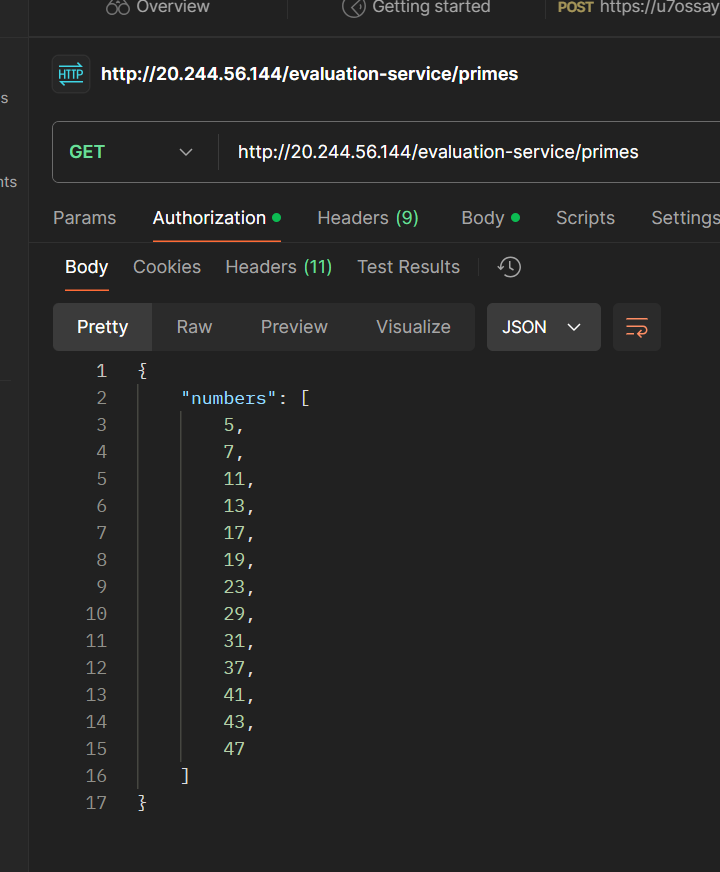 Overview Getting started POST https://u7ossay
HTTP http://20.244.56.144/evaluation-service/primes
s
GET http://20.244.56.144/evaluation-service/primes
nts
Params Authorization Headers (9) Body Scripts Settings
Body Cookies Headers (11) Test Results
Pretty Raw Preview Visualize JSON
1 {
2 "numbers": [
3 5,
4 7,
5 11,
6 13,
7 17,
8 19,
9 23,
10 29,
11 31,
12 37,
13 41,
14 43,
15 47
16 ]
17 }